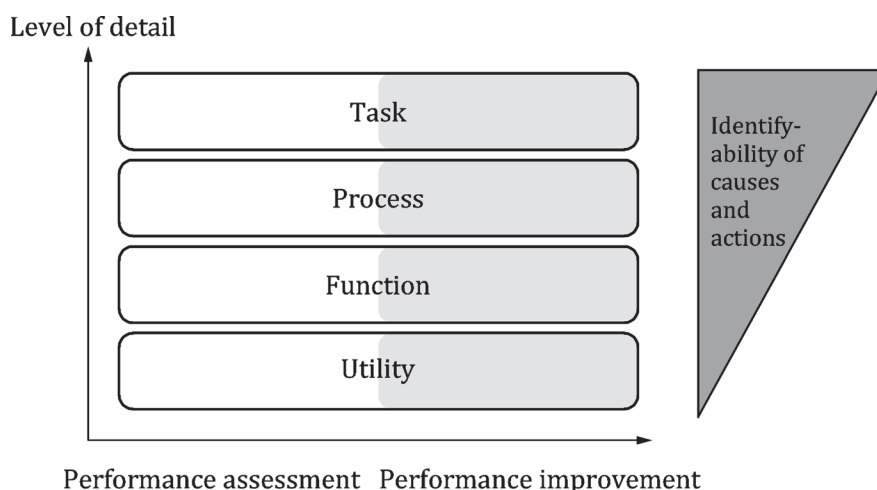 Level of detail
Task
Process
Function
Utility
Identify-
ability of
causes
and
actions
Performance assessment Performance improvement